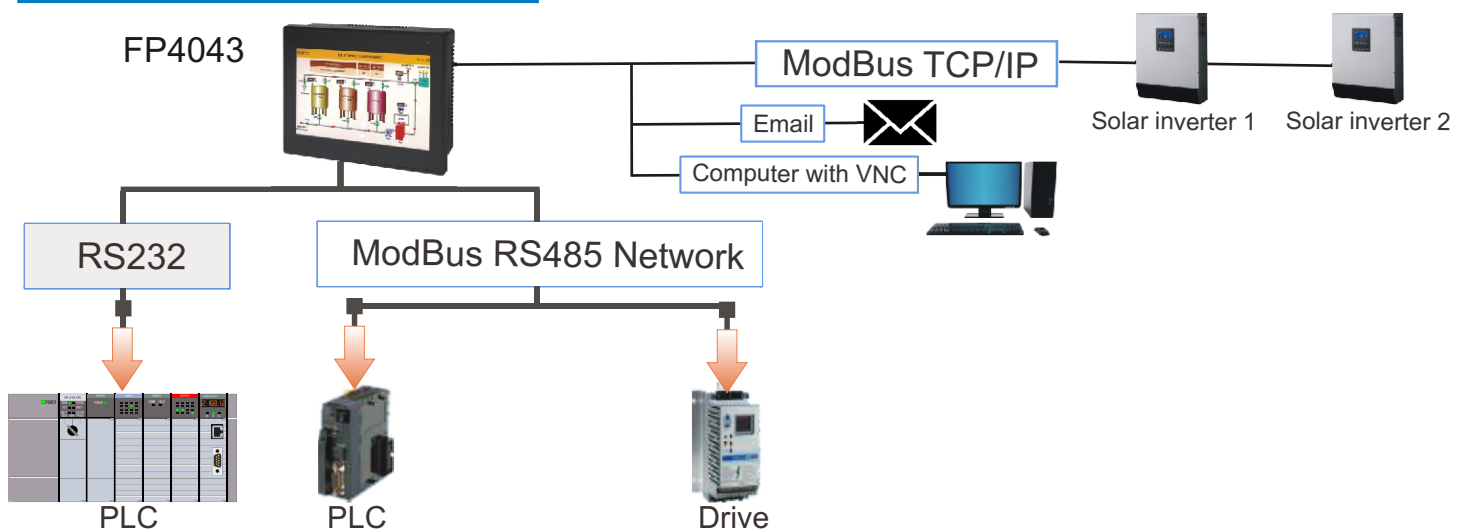 FP4043
ModBus TCP/IP
Solar inverter 1
Solar inverter 2
Email
Computer with VNC
RS232
ModBus RS485 Network
PLC
PLC
Drive